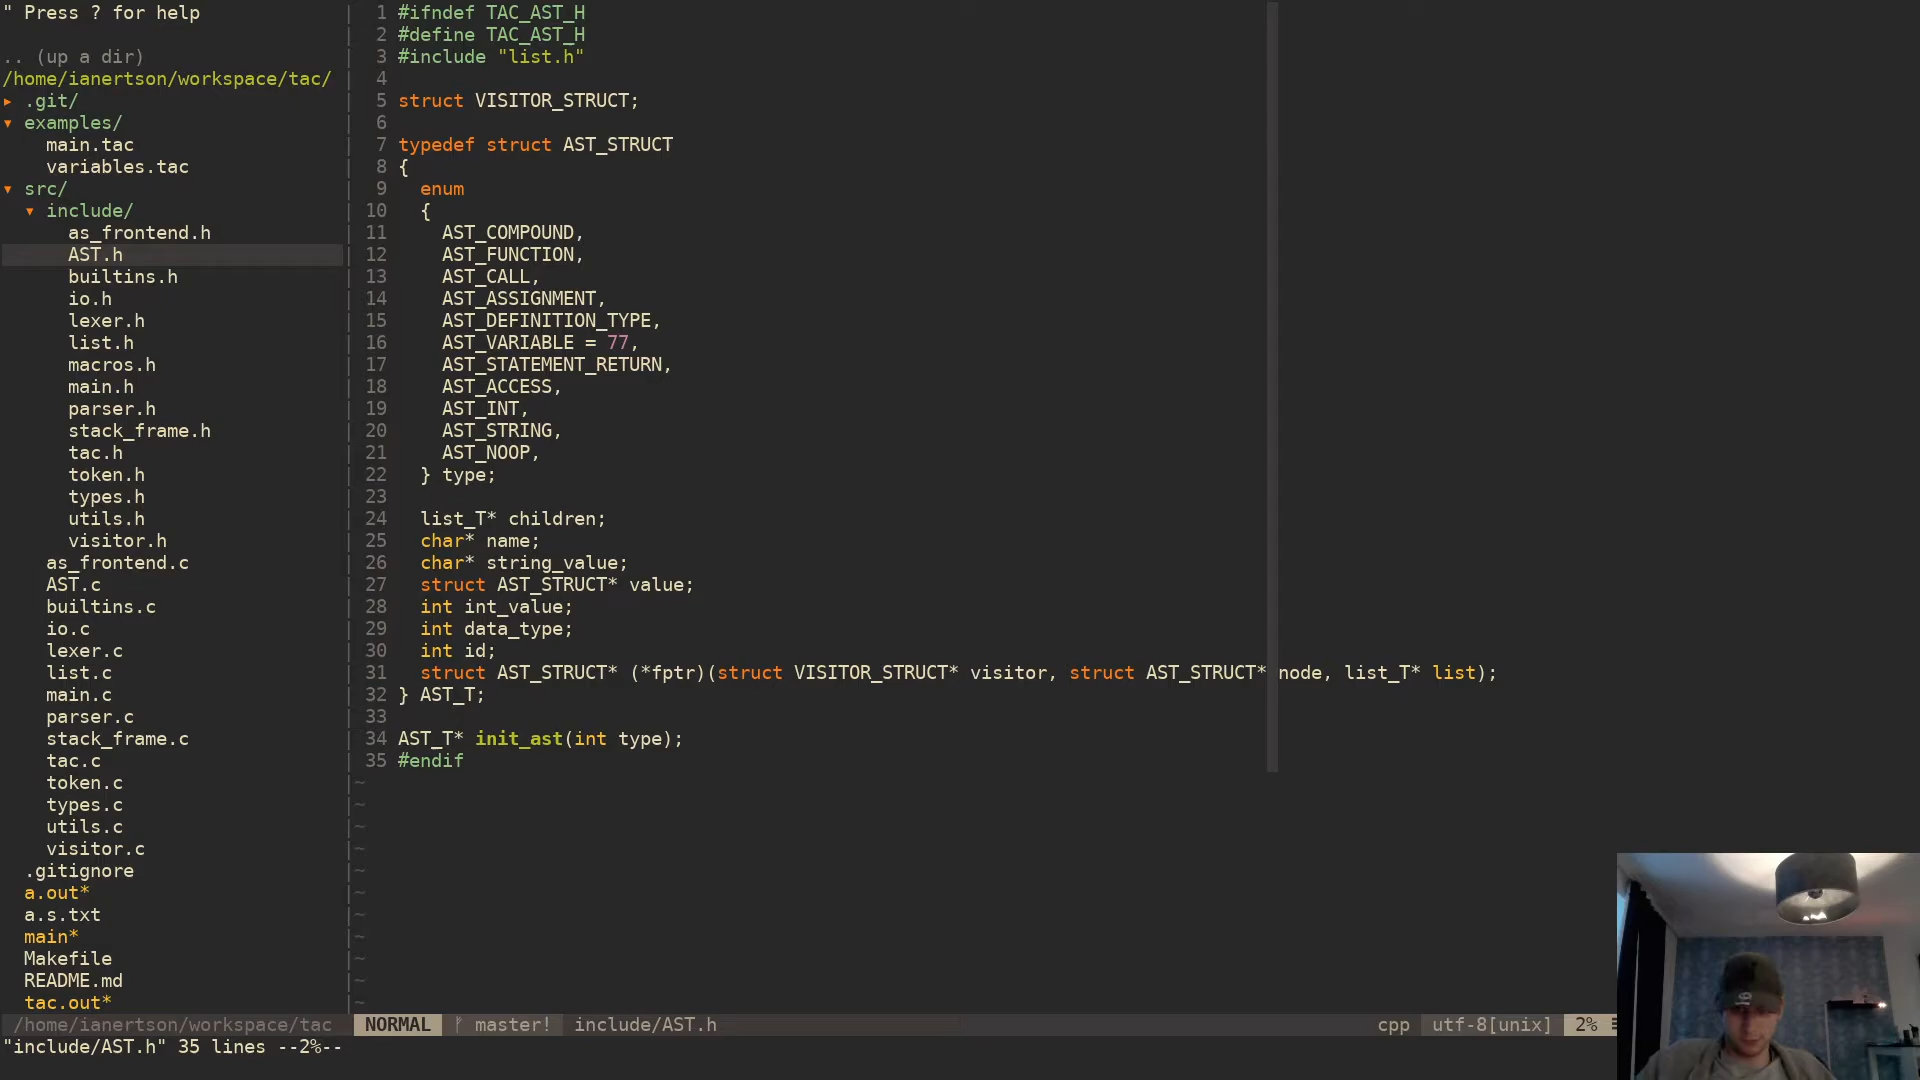 " Press ? for help
.. (up a dir)
/home/ianertson/workspace/tac/
▸ .git/
▾ examples/
main.tac
variables.tac
▾ src/
▾ include/
as_frontend.h
AST.h
builtins.h
io.h
lexer.h
list.h
macros.h
main.h
parser.h
stack_frame.h
tac.h
token.h
types.h
utils.h
visitor.h
as_frontend.c
AST.c
builtins.c
io.c
lexer.c
list.c
main.c
parser.c
stack_frame.c
tac.c
token.c
types.c
utils.c
visitor.c
.gitignore
a.out*
a.s.txt
main*
Makefile
README.md
tac.out*
1 #ifndef TAC_AST_H
2 #define TAC_AST_H
3 #include "list.h"
4
5 struct VISITOR_STRUCT;
6
7 typedef struct AST_STRUCT
8 {
9   enum
10   {
11     AST_COMPOUND,
12     AST_FUNCTION,
13     AST_CALL,
14     AST_ASSIGNMENT,
15     AST_DEFINITION_TYPE,
16     AST_VARIABLE = 77,
17     AST_STATEMENT_RETURN,
18     AST_ACCESS,
19     AST_INT,
20     AST_STRING,
21     AST_NOOP,
22   } type;
23
24   list_T* children;
25   char* name;
26   char* string_value;
27   struct AST_STRUCT* value;
28   int int_value;
29   int data_type;
30   int id;
31   struct AST_STRUCT* (*fptr)(struct VISITOR_STRUCT* visitor, struct AST_STRUCT* node, list_T* list);
32 } AST_T;
33
34 AST_T* init_ast(int type);
35 #endif
~
~
~
~
~
~
~
~
~
~
~
/home/ianertson/workspace/tac NORMAL ᚠ master! include/AST.h cpp utf-8[unix] 2% ≡
"include/AST.h" 35 lines --2%--